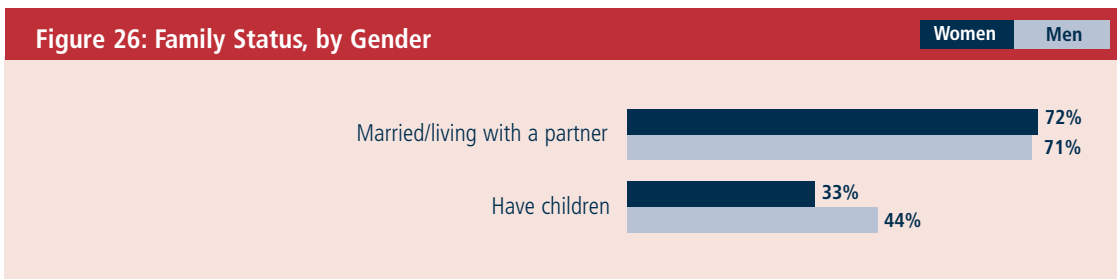 Figure 26: Family Status, by Gender
Women Men
Married/living with a partner
72%
71%
Have children
33%
44%